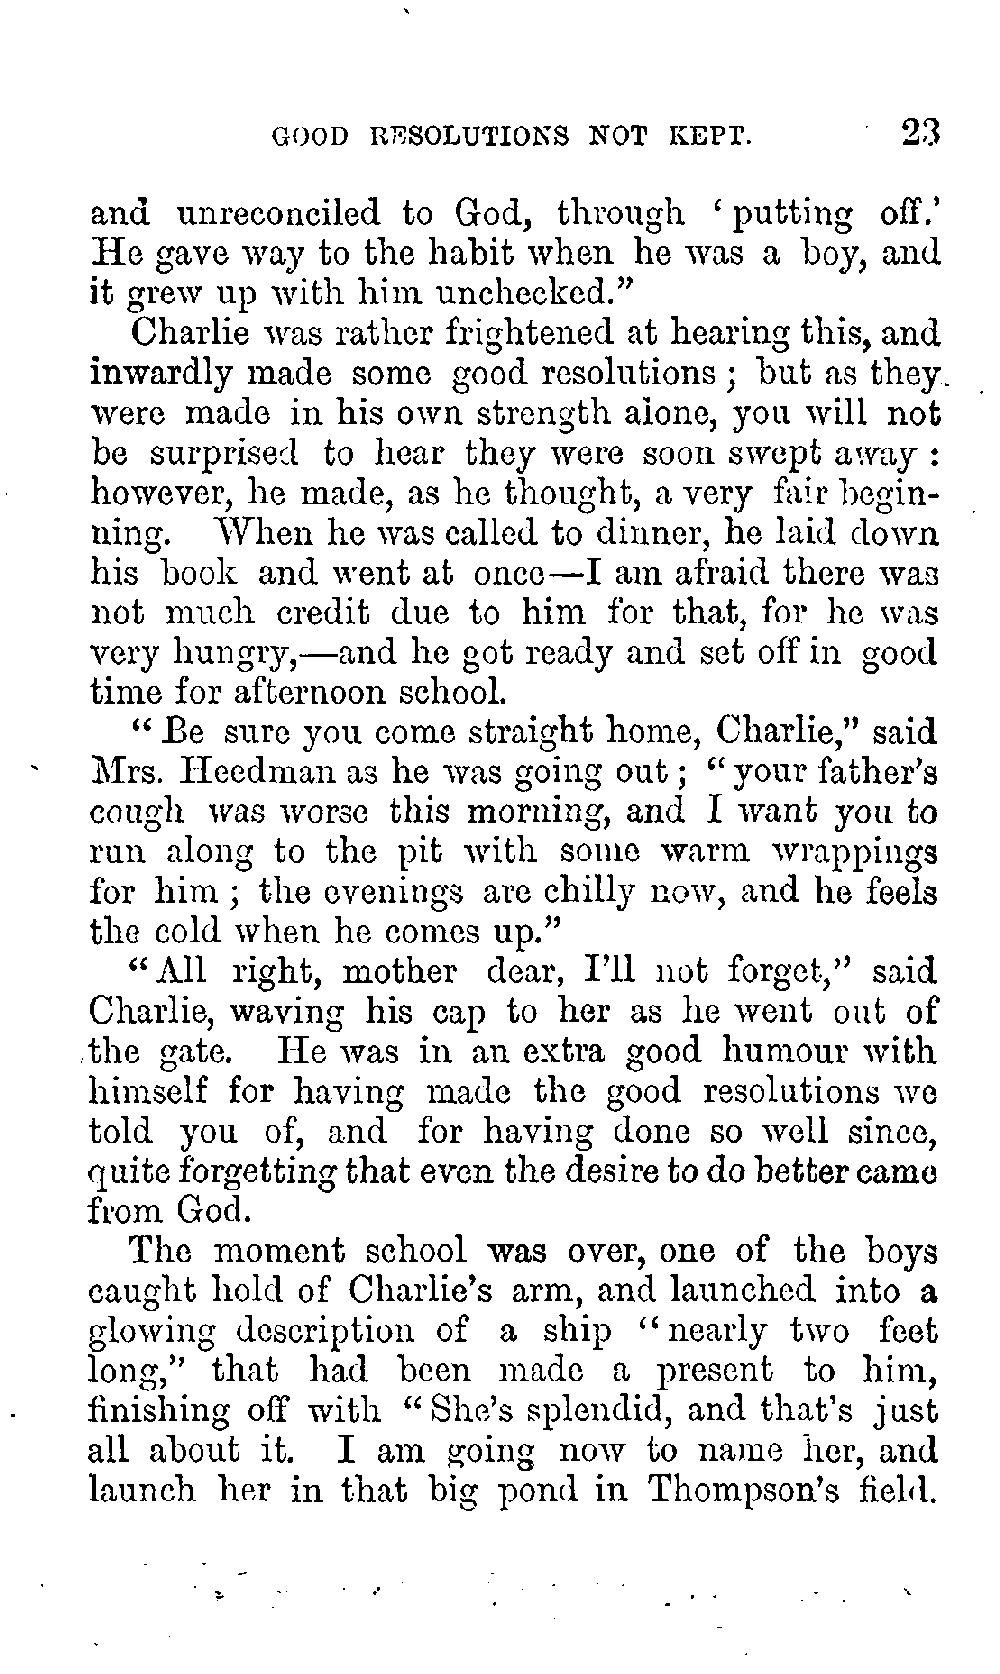 GOOD RESOLUTIONS NOT KEPT. 23
and unreconciled to God, through ‘putting off.’
He gave way to the habit when he was a boy, and
it grew up with him unchecked.”
Charlie was rather frightened at hearing this, and
inwardly made some good resolutions; but as they
were made in his own strength alone, you will not
be surprised to hear they were soon swept away:
however, he made, as he thought, a very fair begin-
ning. When he was called to dinner, he laid down
his book and went at once—I am afraid there was
not much credit due to him for that, for he was
very hungry,—and he got ready and set off in good
time for afternoon school.
“Be sure you come straight home, Charlie,” said
Mrs. Heedman as he was going out; “your father’s
cough was worse this morning, and I want you to
run along to the pit with some warm wrappings
for him; the evenings are chilly now, and he feels
the cold when he comes up.”
“All right, mother dear, I’ll not forget,” said
Charlie, waving his cap to her as he went out of
the gate. He was in an extra good humour with
himself for having made the good resolutions we
told you of, and for having done so well since,
quite forgetting that even the desire to do better came
from God.
The moment school was over, one of the boys
caught hold of Charlie’s arm, and launched into a
glowing description of a ship “nearly two feet
long,” that had been made a present to him,
finishing off with “She’s splendid, and that’s just
all about it. I am going now to name her, and
launch her in that big pond in Thompson’s field.